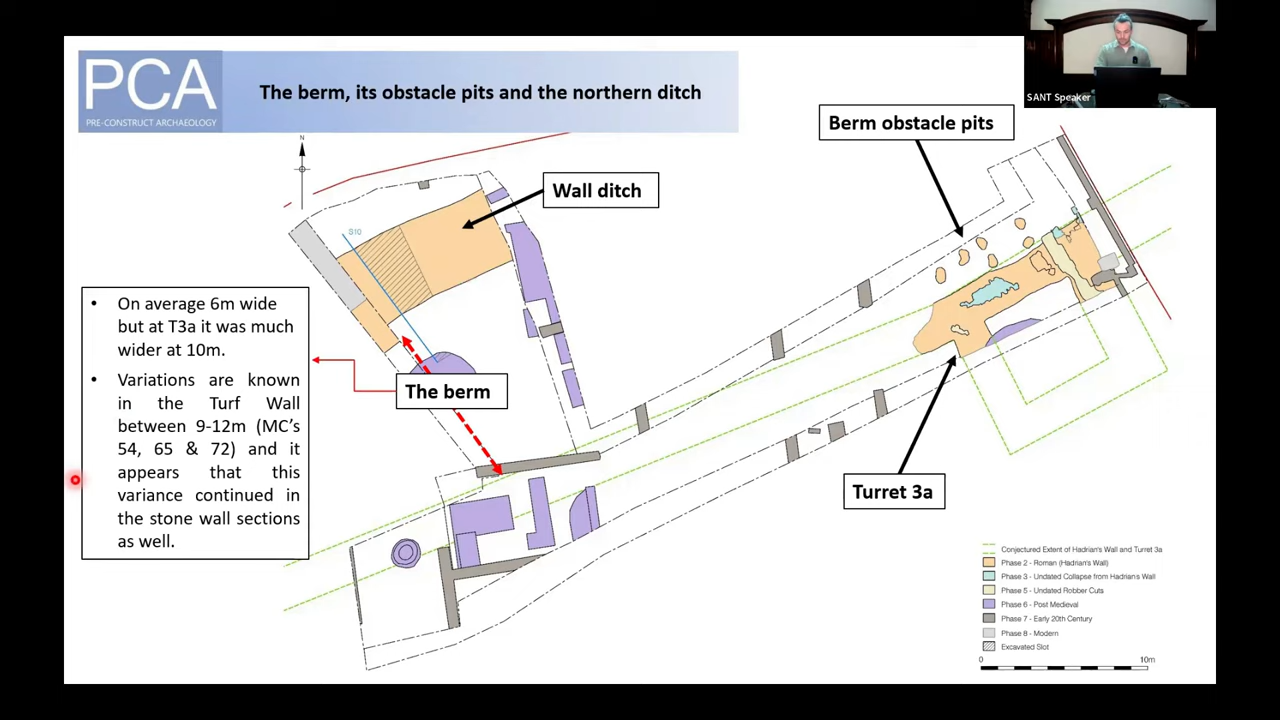 PCA
PRE-CONSTRUCT ARCHAEOLOGY
The berm, its obstacle pits and the northern ditch
SANT Speaker
Berm obstacle pits
N
Wall ditch
S10
• On average 6m wide
but at T3a it was much
wider at 10m.
• Variations are known
in the Turf Wall
between 9-12m (MC's
54, 65 & 72) and it
appears that this
variance continued in
the stone wall sections
as well.
The berm
Turret 3a
Conjectured Extent of Hadrian's Wall and Turret 3a
Phase 2 - Roman (Hadrian's Wall)
Phase 3 - Undated Collapse from Hadrian's Wall
Phase 5 - Undated Robber Cuts
Phase 6 - Post Medieval
Phase 7 - Early 20th Century
Phase 8 - Modern
Excavated Slot
0 10m